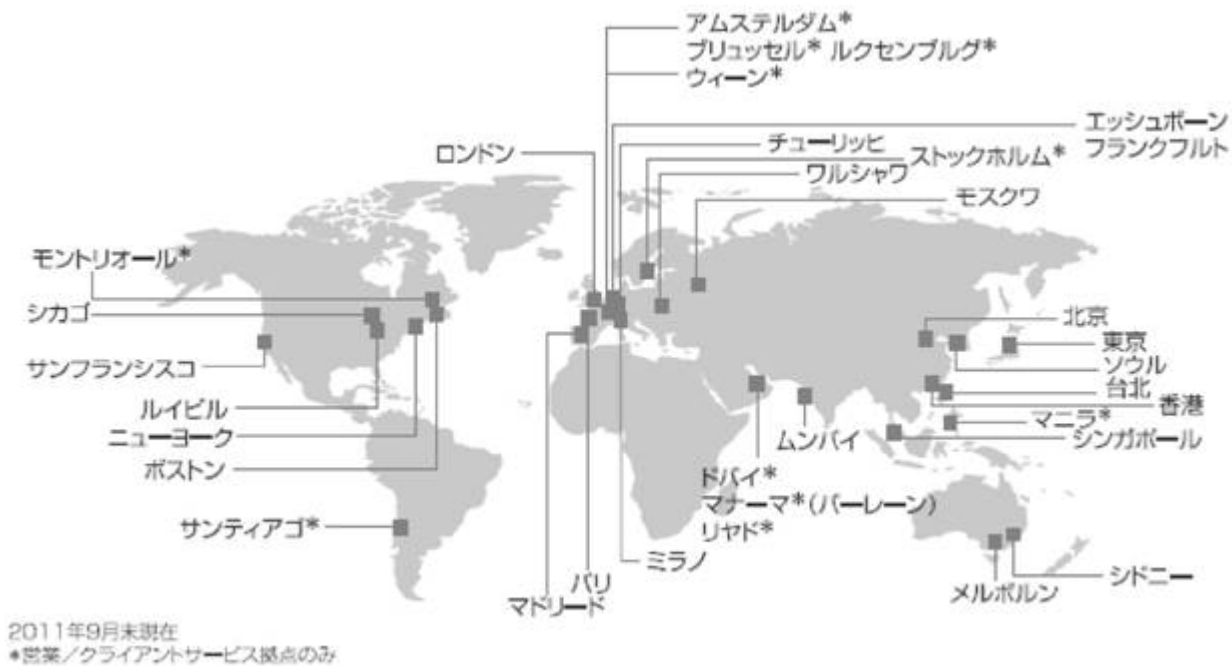 アムステルダム*
ブリュッセル* ルクセンブルグ*
ウィーン*
エッシュボーン
フランクフルト
チューリッヒ
ロンドン
ストックホルム*
ワルシャワ
モスクワ
モントリオール*
シカゴ
サンフランシスコ
北京
東京
ソウル
台北
香港
ルイビル
マニラ*
ニューヨーク
ムンバイ
シンガポール
ボストン
ドバイ*
マナーマ*(バーレーン)
リヤド*
サンティアゴ*
ミラノ
パリ
マドリード
メルボルン
シドニー
2011年9月末現在
*営業/クライアントサービス拠点のみ